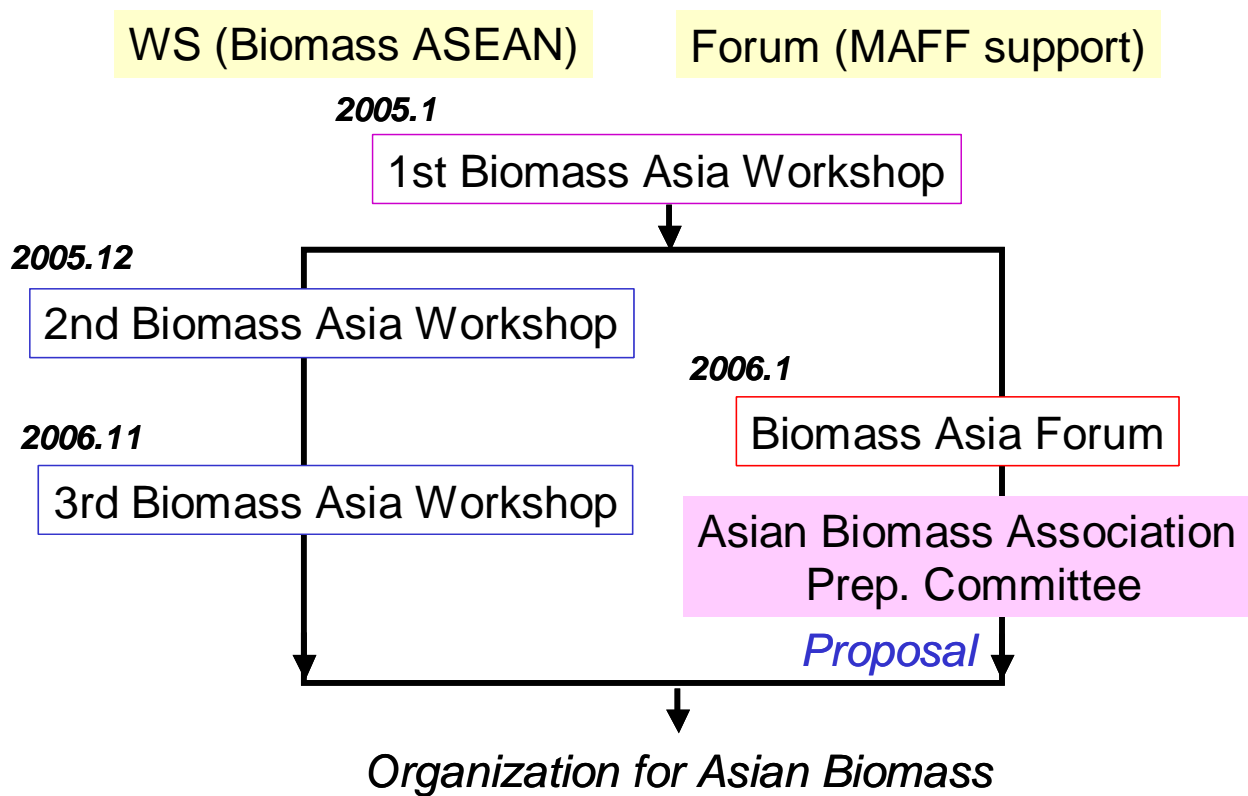 WS (Biomass ASEAN)
Forum (MAFF support)
2005.1
1st Biomass Asia Workshop
2005.12
2nd Biomass Asia Workshop
2006.1
Biomass Asia Forum
2006.11
3rd Biomass Asia Workshop
Asian Biomass Association
Prep. Committee
Proposal
Organization for Asian Biomass